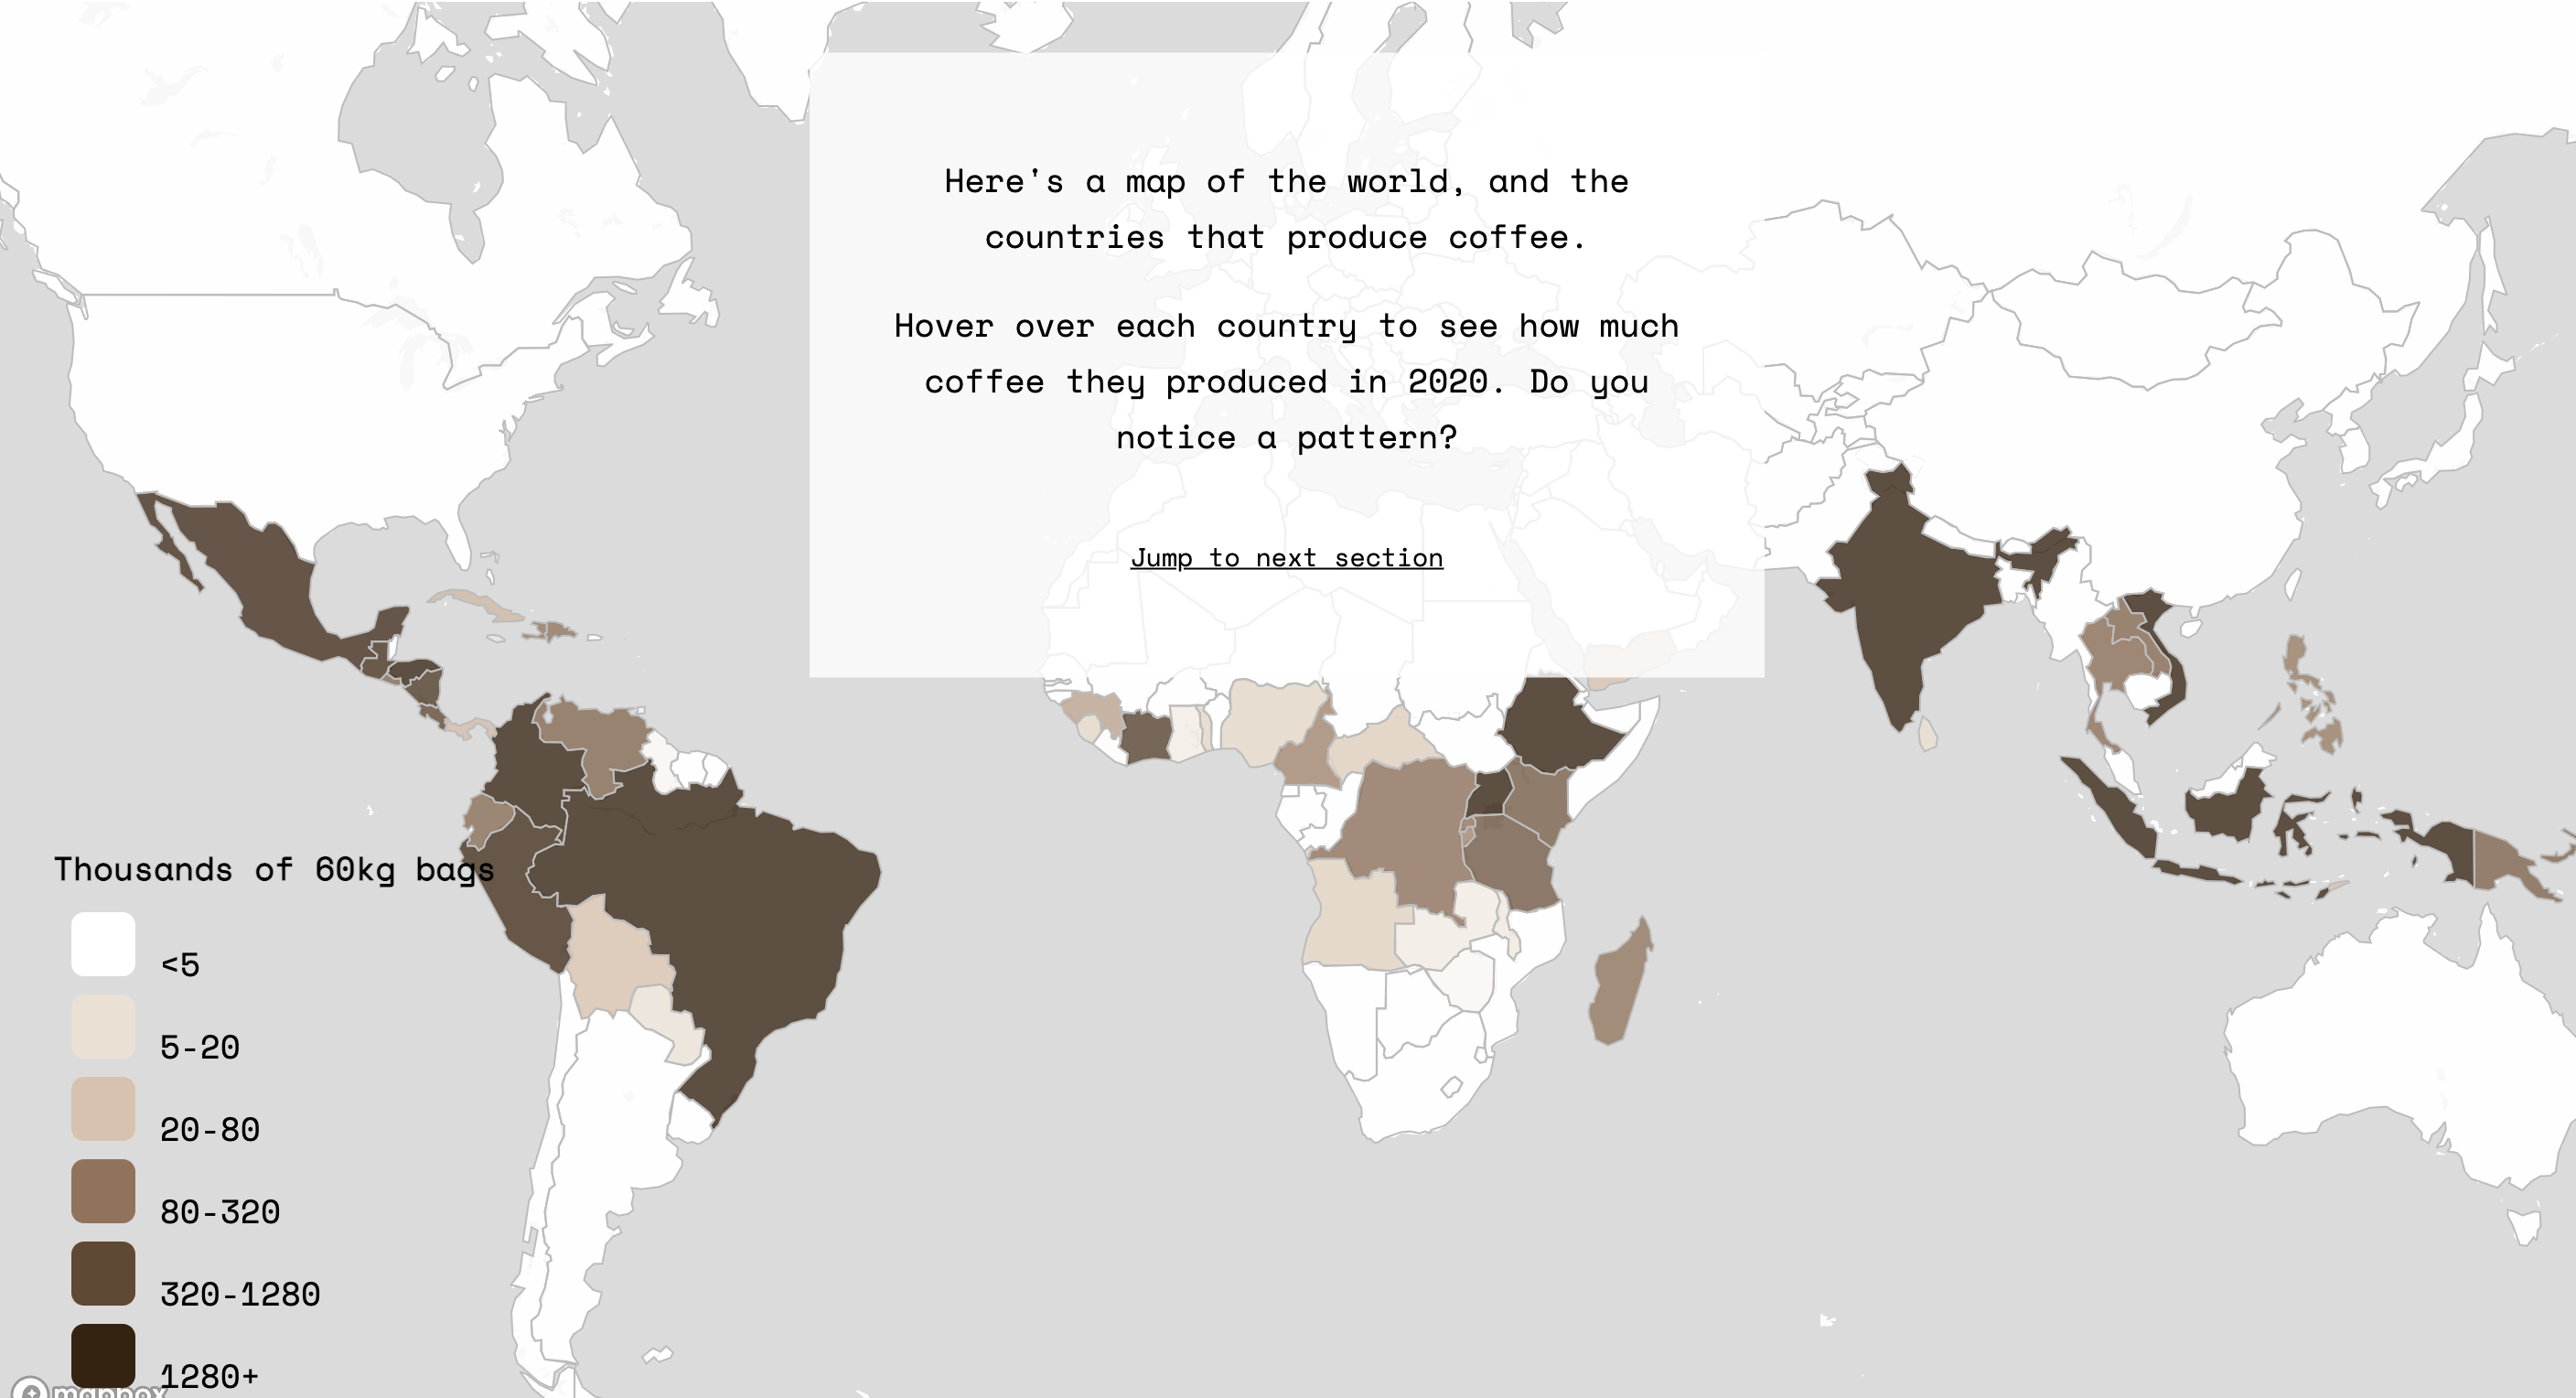 Here's a map of the world, and the
countries that produce coffee.
Hover over each country to see how much
coffee they produced in 2020. Do you
notice a pattern?
Jump to next section
Thousands of 60kg bags
<5
5-20
20-80
80-320
320-1280
1280+
mapbox